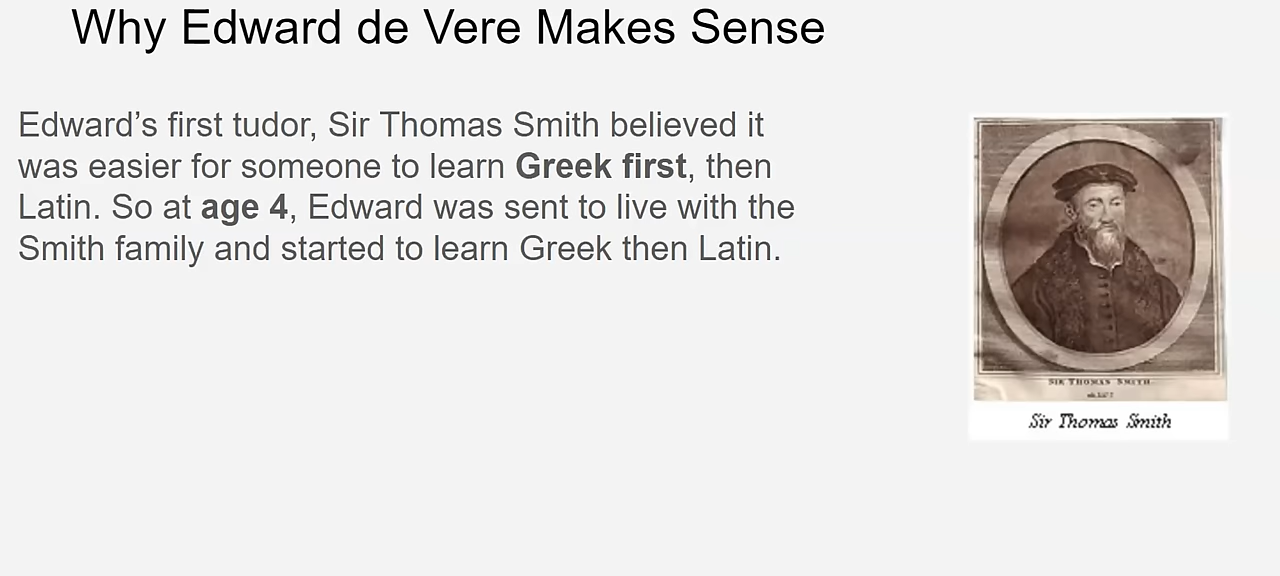 Why Edward de Vere Makes Sense
Edward’s first tudor, Sir Thomas Smith believed it
was easier for someone to learn Greek first, then
Latin. So at age 4, Edward was sent to live with the
Smith family and started to learn Greek then Latin.
SIR THOMAS SMITH
Sir Thomas Smith